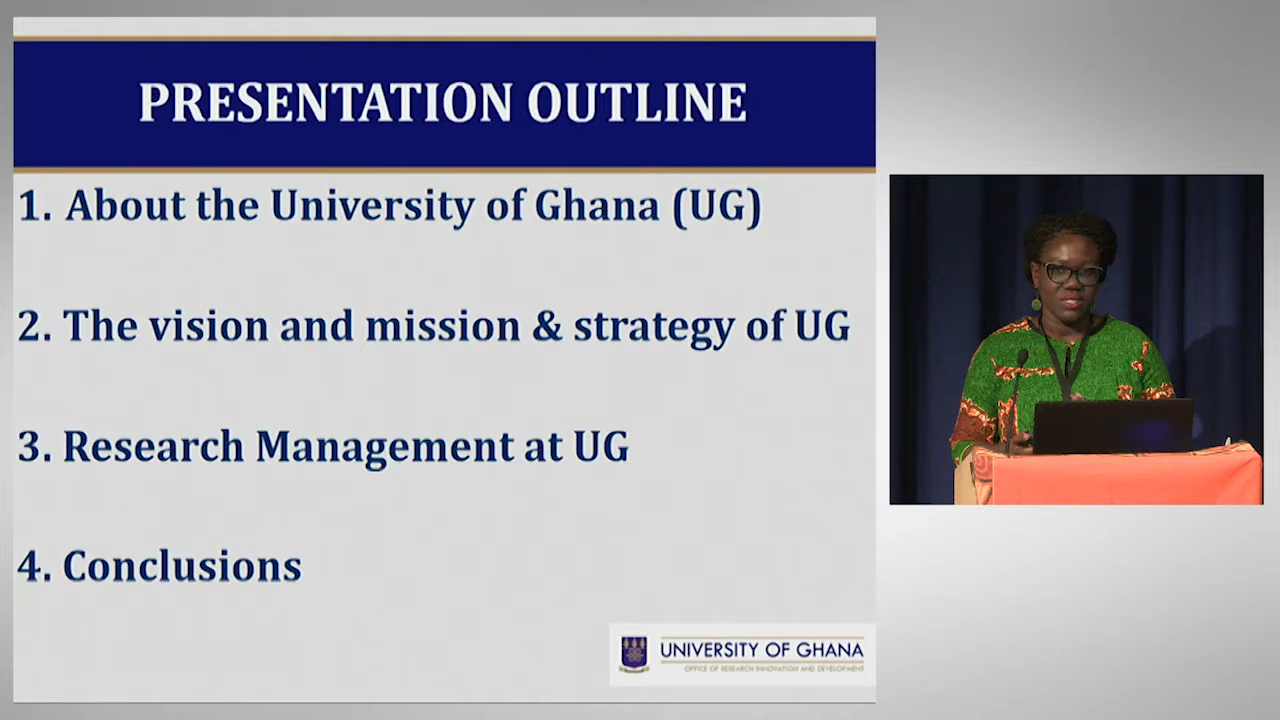 PRESENTATION OUTLINE
1. About the University of Ghana (UG)
2. The vision and mission & strategy of UG
3. Research Management at UG
4. Conclusions
UNIVERSITY OF GHANA
OFFICE OF RESEARCH INNOVATION AND DEVELOPMENT